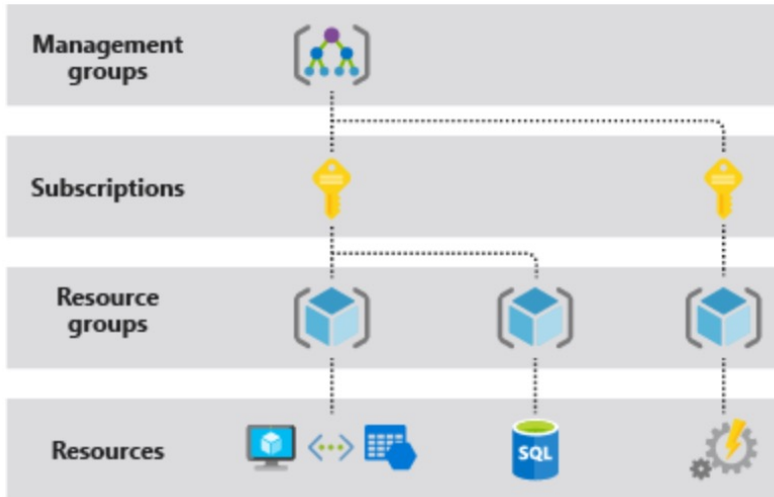 Management
groups
Subscriptions
Resource
groups
Resources
SQL